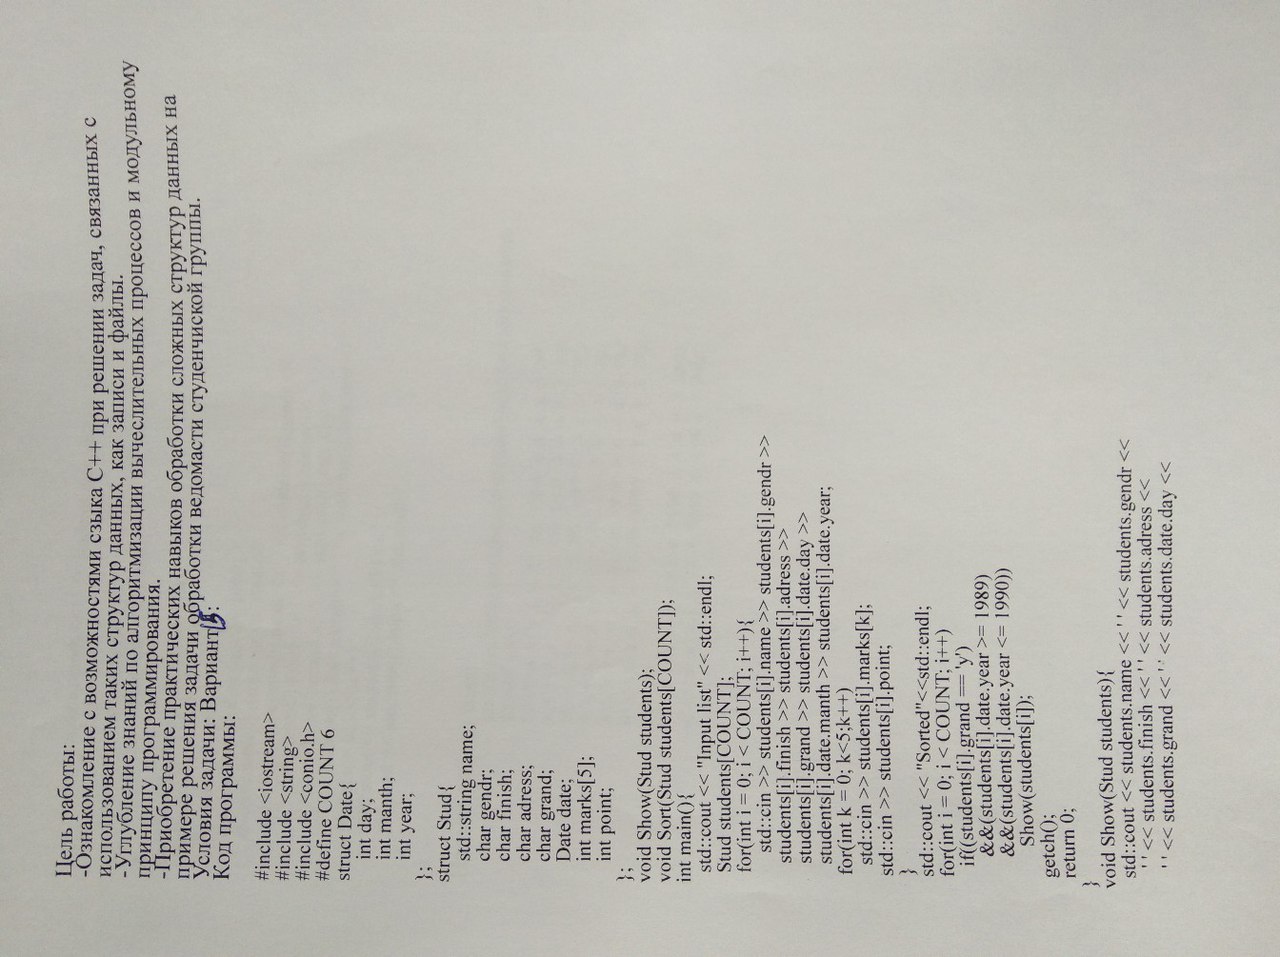 Цель работы:
-Ознакомление с возможностями сзыка C++ при решении задач, связанных с
использованием таких структур данных, как записи и файлы.
-Углубление знаний по алгоритмизации вычеслительных процессов и модульному
принципу программирования.
-Приобретение практических навыков обработки сложных структур данных на
примере решения задачи обработки ведомасти студенчиской группы.
Условия задачи: Вариант 5:
Код программы:
#include <iostream>
#include <string>
#include <conio.h>
#define COUNT 6
struct Date{
int day;
int manth;
int year;
};
struct Stud{
std::string name;
char gendr;
char finish;
char adress;
char grand;
Date date;
int marks[5];
int point;
};
void Show(Stud students);
void Sort(Stud students[COUNT]);
int main(){
std::cout << "Input list" << std::endl;
Stud students[COUNT];
for(int i = 0; i < COUNT; i++){
std::cin >> students[i].name >> students[i].gendr >>
students[i].finish >> students[i].adress >>
students[i].grand >> students[i].date.day >>
students[i].date.manth >> students[i].date.year;
for(int k = 0; k<5;k++)
std::cin >> students[i].marks[k];
std::cin >> students[i].point;
}
std::cout << "Sorted"<<std::endl;
for(int i = 0; i < COUNT; i++)
if((students[i].grand == 'y')
&&(students[i].date.year >= 1989)
&&(students[i].date.year <= 1990))
Show(students[i]);
getch();
return 0;
}
void Show(Stud students){
std::cout << students.name << ' ' << students.gendr <<
' ' << students.finish << ' ' << students.adress <<
' ' << students.grand << ' ' << students.date.day <<